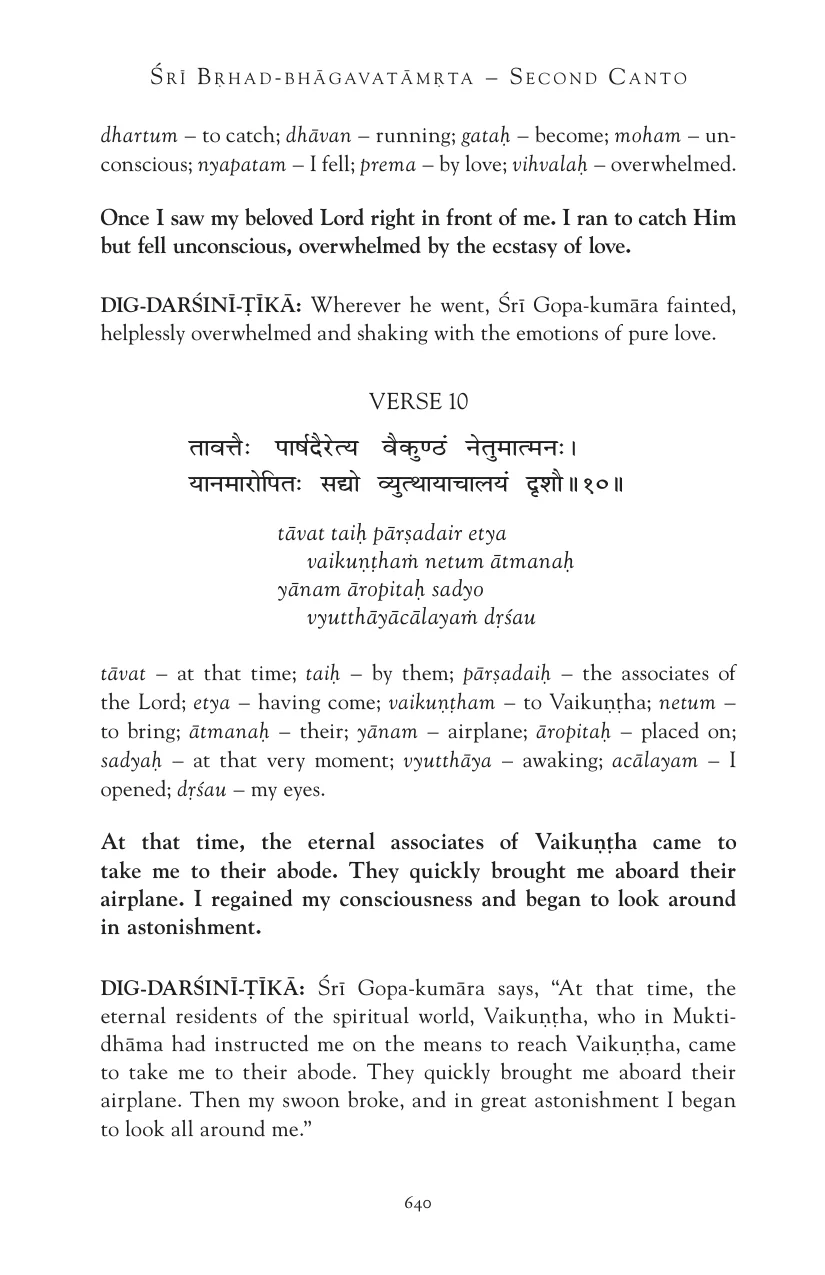 ŚRĪ BṚHAD-BHĀGAVATĀMṚTA – SECOND CANTO
dhartum – to catch; dhāvan – running; gataḥ – become; moham – un-
conscious; nyapatam – I fell; prema – by love; vihvalaḥ – overwhelmed.
Once I saw my beloved Lord right in front of me. I ran to catch Him
but fell unconscious, overwhelmed by the ecstasy of love.
DIG-DARŚINĪ-ṬĪKĀ: Wherever he went, Śrī Gopa-kumāra fainted,
helplessly overwhelmed and shaking with the emotions of pure love.
VERSE 10
तावत्तैः पार्षदैरेत्य वैकुण्ठं नेतुमात्मनः।
यानमारोपितः सद्यो व्युत्थायाचालयं दृशौ॥१०॥
tāvat taiḥ pārṣadair etya
vaikuṇṭhaṁ netum ātmanaḥ
yānam āropitaḥ sadyo
vyutthāyācālayaṁ dṛśau
tāvat – at that time; taiḥ – by them; pārṣadaiḥ – the associates of
the Lord; etya – having come; vaikuṇṭham – to Vaikuṇṭha; netum –
to bring; ātmanaḥ – their; yānam – airplane; āropitaḥ – placed on;
sadyaḥ – at that very moment; vyutthāya – awaking; acālayam – I
opened; dṛśau – my eyes.
At that time, the eternal associates of Vaikuṇṭha came to
take me to their abode. They quickly brought me aboard their
airplane. I regained my consciousness and began to look around
in astonishment.
DIG-DARŚINĪ-ṬĪKĀ: Śrī Gopa-kumāra says, “At that time, the
eternal residents of the spiritual world, Vaikuṇṭha, who in Mukti-
dhāma had instructed me on the means to reach Vaikuṇṭha, came
to take me to their abode. They quickly brought me aboard their
airplane. Then my swoon broke, and in great astonishment I began
to look all around me.”
640